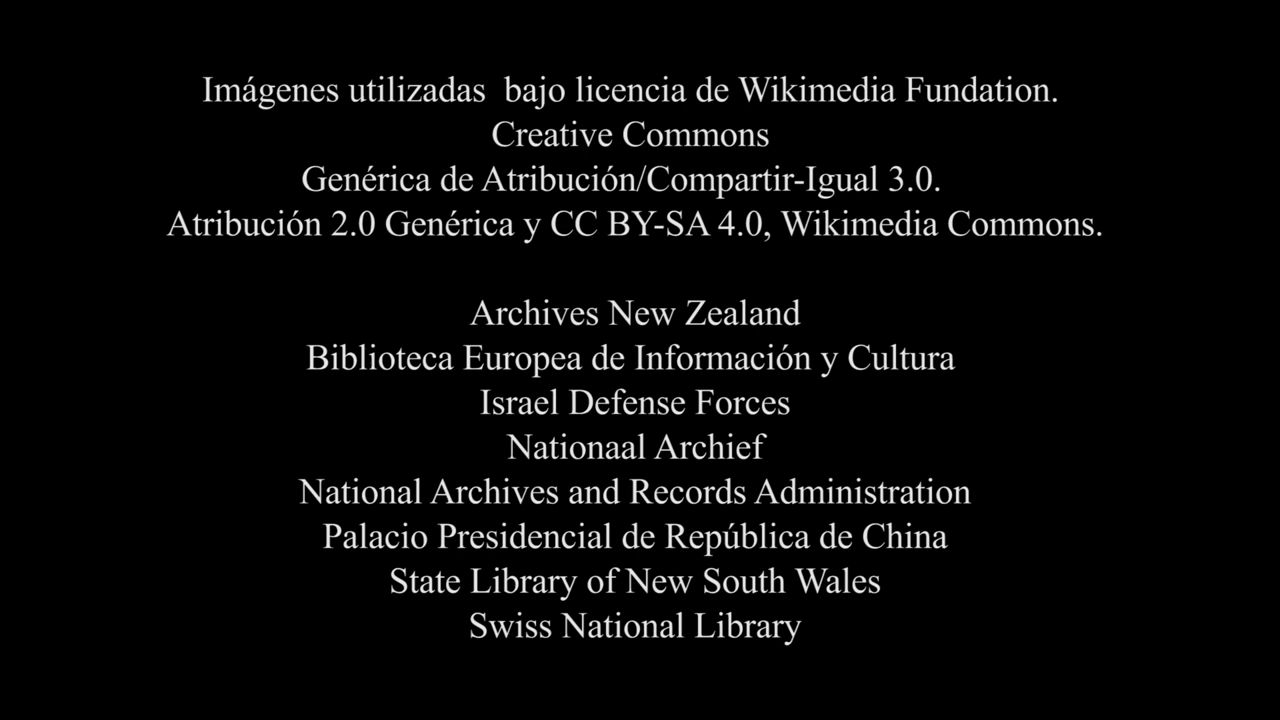 Imágenes utilizadas  bajo licencia de Wikimedia Fundation.
Creative Commons
Genérica de Atribución/Compartir-Igual 3.0.
Atribución 2.0 Genérica y CC BY-SA 4.0, Wikimedia Commons.
Archives New Zealand
Biblioteca Europea de Información y Cultura
Israel Defense Forces
Nationaal Archief
National Archives and Records Administration
Palacio Presidencial de República de China
State Library of New South Wales
Swiss National Library